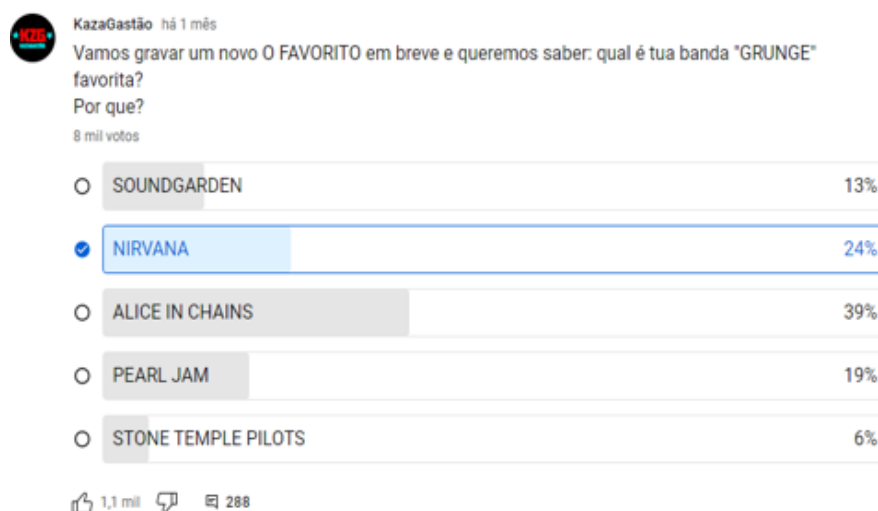 KZG
KazaGastão há 1 mês
Vamos gravar um novo O FAVORITO em breve e queremos saber: qual é tua banda "GRUNGE"
favorita?
Por que?
8 mil votos
SOUNDGARDEN 13%
NIRVANA 24%
ALICE IN CHAINS 39%
PEARL JAM 19%
STONE TEMPLE PILOTS 6%
1,1 mil 288